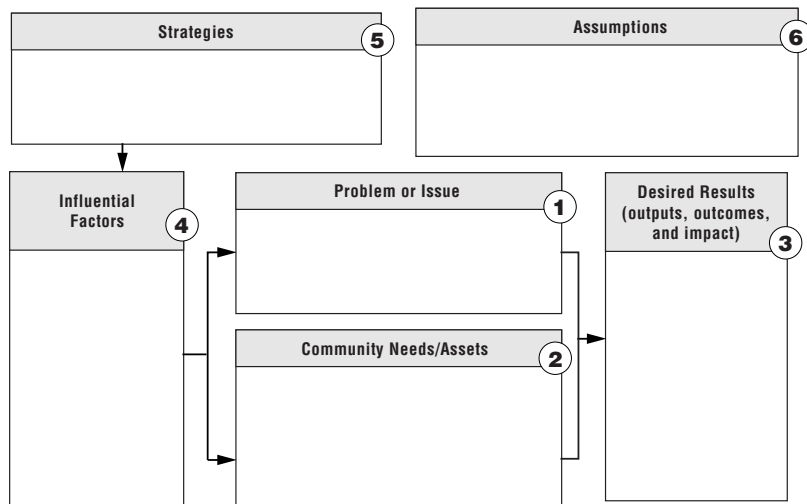 Strategies
5
Assumptions
6
Influential
Factors
4
Problem or Issue
1
Community Needs/Assets
2
Desired Results
(outputs, outcomes,
and impact)
3